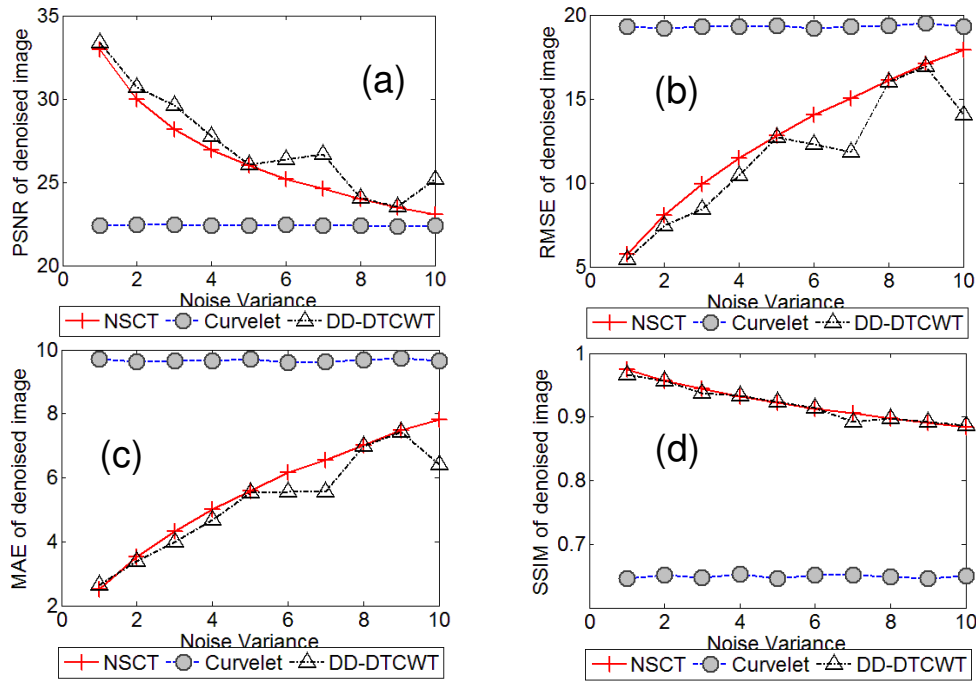 35
30
25
20
PSNR of denoised image
(a)
0 2 4 6 8 10
Noise Variance
NSCT Curvelet DD-DTCWT
20
15
10
5
RMSE of denoised image
(b)
0 2 4 6 8 10
Noise Variance
NSCT Curvelet DD-DTCWT
10
8
6
4
2
MAE of denoised image
(c)
0 2 4 6 8 10
Noise Variance
NSCT Curvelet DD-DTCWT
1
0.9
0.8
0.7
SSIM of denoised image
(d)
0 2 4 6 8 10
Noise Variance
NSCT Curvelet DD-DTCWT